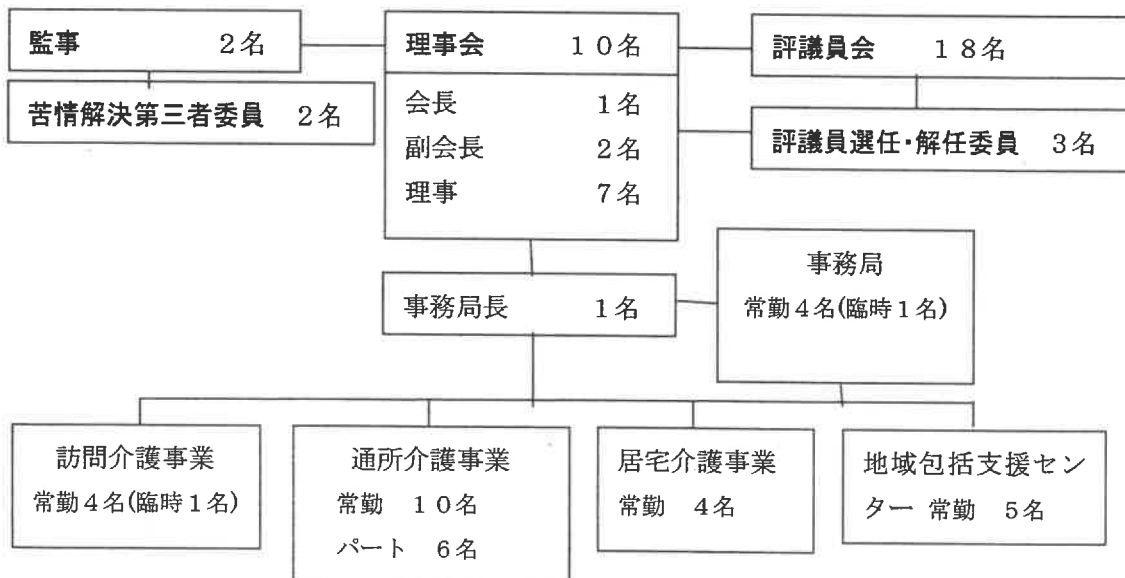 監事 2名
理事会 10名
評議員会 18名
苦情解決第三者委員 2名
会長 1名
副会長 2名
理事 7名
評議員選任・解任委員 3名
事務局長 1名
事務局
常勤4名(臨時1名)
訪問介護事業
常勤4名(臨時1名)
通所介護事業
常勤 10名
パート 6名
居宅介護事業
常勤 4名
地域包括支援セン
ター 常勤 5名